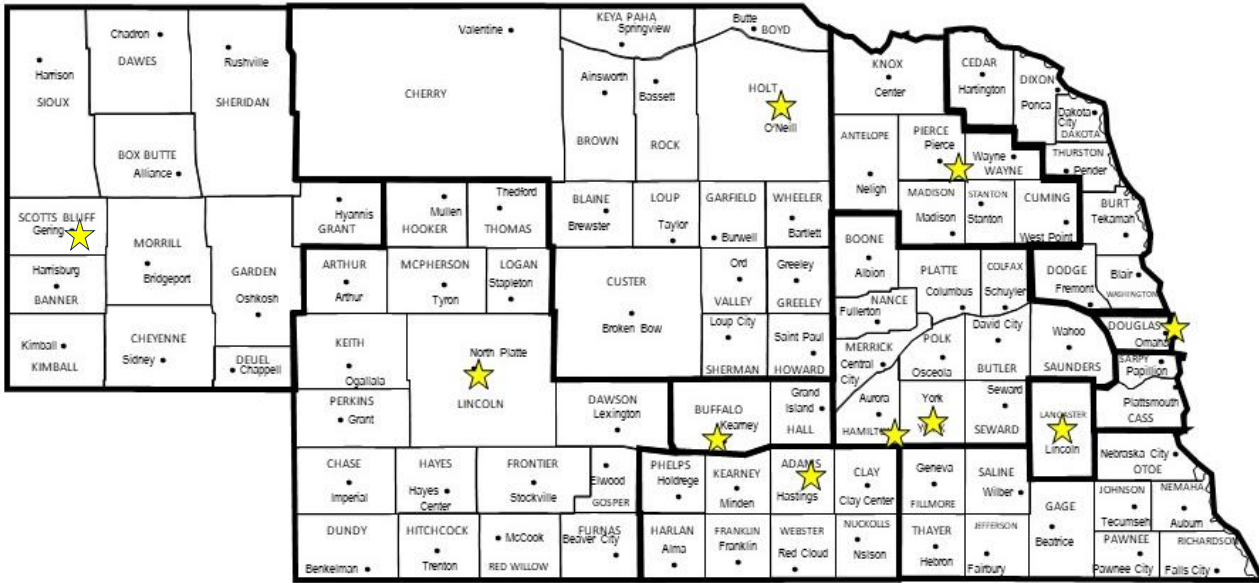 Chadron
DAWES
Harrison
SIOUX
Rushville
SHERIDAN
BOX BUTTE
Alliance
SCOTTS BLUFF
Gering
Harrisburg
BANNER
Kimball
KIMBALL
MORRILL
Bridgeport
CHEYENNE
Sidney
GARDEN
Oshkosh
DEUEL
Chappell
Valentine
CHERRY
KEYA PAHA
Springview
Butte
BOYD
Ainsworth
BROWN
Bassett
ROCK
HOLT
O'Neill
Hyannis
GRANT
Mullen
HOOKER
Thedford
THOMAS
BLAINE
Brewster
LOUP
Taylor
GARFIELD
Burwell
WHEELER
Bartlett
ARTHUR
Arthur
MCPHERSON
Tyron
LOGAN
Stapleton
CUSTER
Broken Bow
Ord
VALLEY
Greeley
GREELEY
Loup City
SHERMAN
Saint Paul
HOWARD
KEITH
Ogallala
North Platte
LINCOLN
PERKINS
Grant
DAWSON
Lexington
BUFFALO
Kearney
Grand
Island
HALL
CHASE
Imperial
HAYES
Hayes
Center
FRONTIER
Stockville
Elwood
GOSPER
PHELPS
Holdrege
KEARNEY
Minden
ADAMS
Hastings
CLAY
Clay Center
DUNDY
Benkelman
HITCHCOCK
Trenton
McCook
RED WILLOW
FURNAS
Beaver City
HARLAN
Alma
FRANKLIN
Franklin
WEBSTER
Red Cloud
NUCKOLLS
Nslson
KNOX
Center
CEDAR
Hartington
DIXON
Ponca
Dakota
City
DAKOTA
ANTELOPE
Neligh
PIERCE
Pierce
Wayne
WAYNE
THURSTON
Pender
MADISON
Madison
STANTON
Stanton
CUMING
West Point
BURT
Tekamah
BOONE
Albion
PLATTE
Columbus
COLFAX
Schuyler
DODGE
Fremont
Blair
WASHINGTON
NANCE
Fullerton
MERRICK
Central
City
POLK
Osceola
David City
BUTLER
Wahoo
SAUNDERS
DOUGLAS
SARPY
Papillion
Plattsmouth
CASS
Aurora
York
Seward
SEWARD
LANCASTER
Lincoln
Nebraska City
OTOE
Geneva
FILLMORE
SALINE
Wilber
GAGE
Beatrice
JOHNSON
Tecumseh
NEMAHA
Auburn
THAYER
Hebron
JEFFERSON
Fairbury
PAWNEE
Pawnee City
RICHARDSON
Falls City